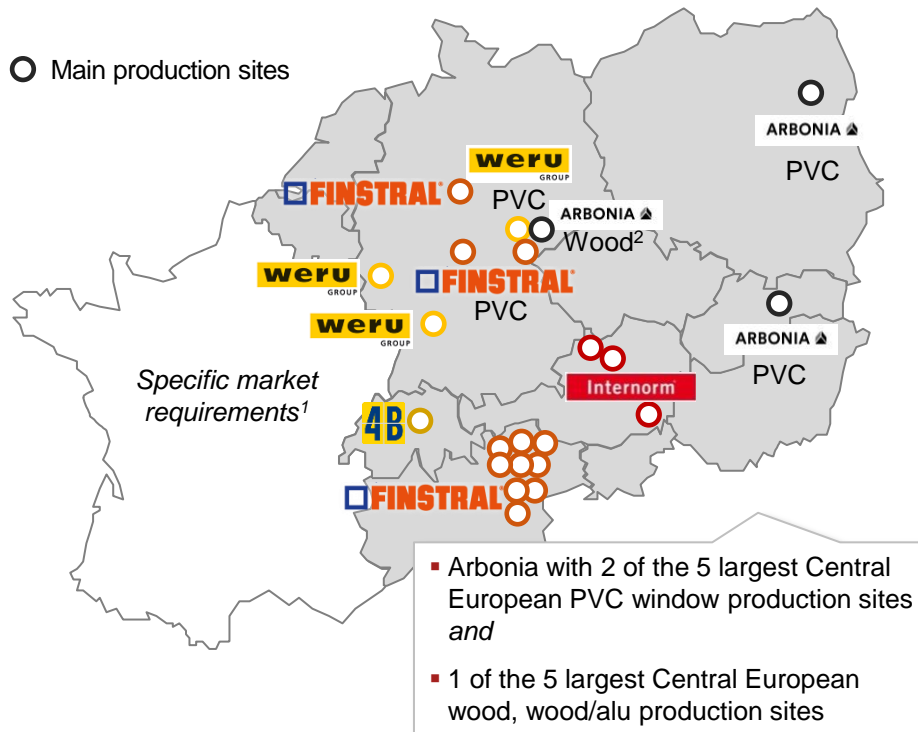 Main production sites
ARBONIA
PVC
weru
GROUP
FINSTRAL®
PVC
ARBONIA
Wood2
weru
GROUP
FINSTRAL®
PVC
weru
GROUP
ARBONIA
PVC
Specific market
requirements1
Internorm
4B
FINSTRAL®
▪ Arbonia with 2 of the 5 largest Central
European PVC window production sites
and
▪ 1 of the 5 largest Central European
wood, wood/alu production sites